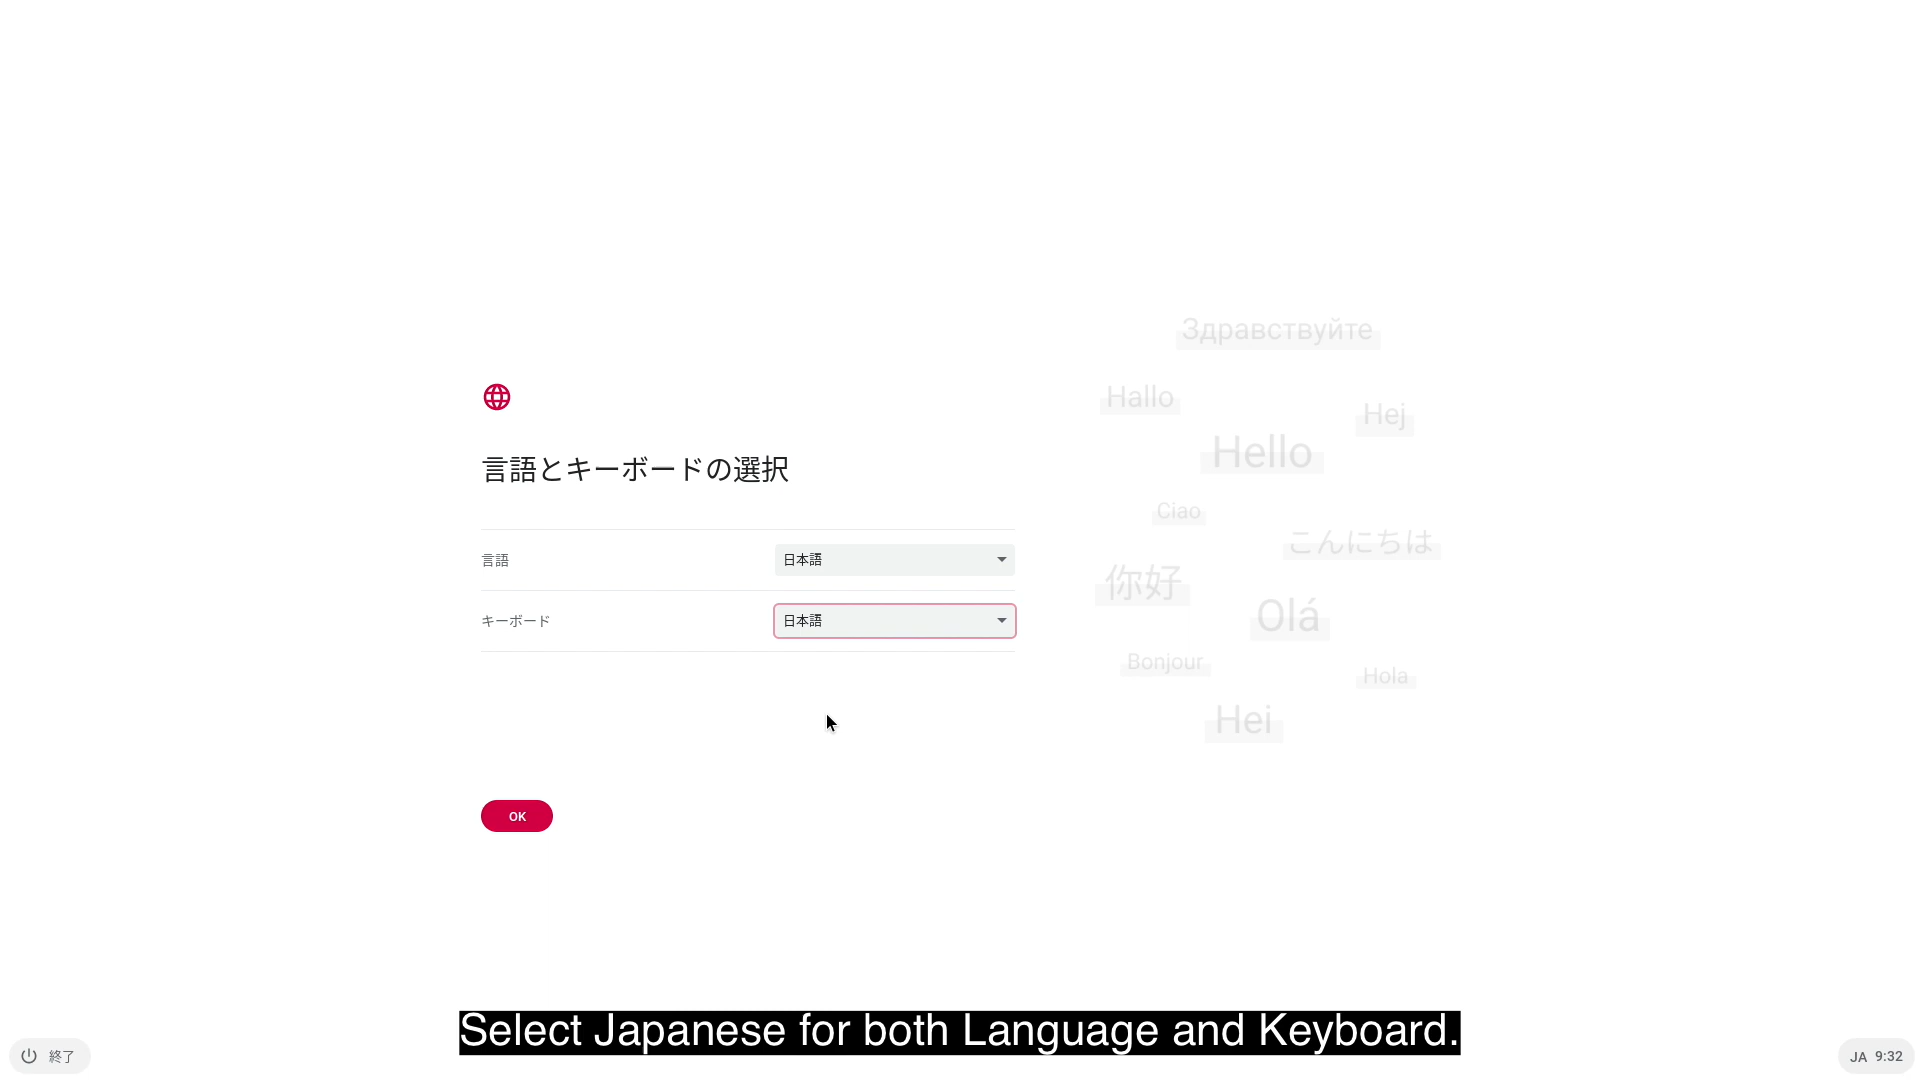 言語とキーボードの選択
言語
日本語
キーボード
日本語
OK
Здравствуйте
Hallo
Hej
Hello
Ciao
こんにちは
你好
Olá
Bonjour
Hola
Hei
Select Japanese for both Language and Keyboard.
終了
JA 9:32